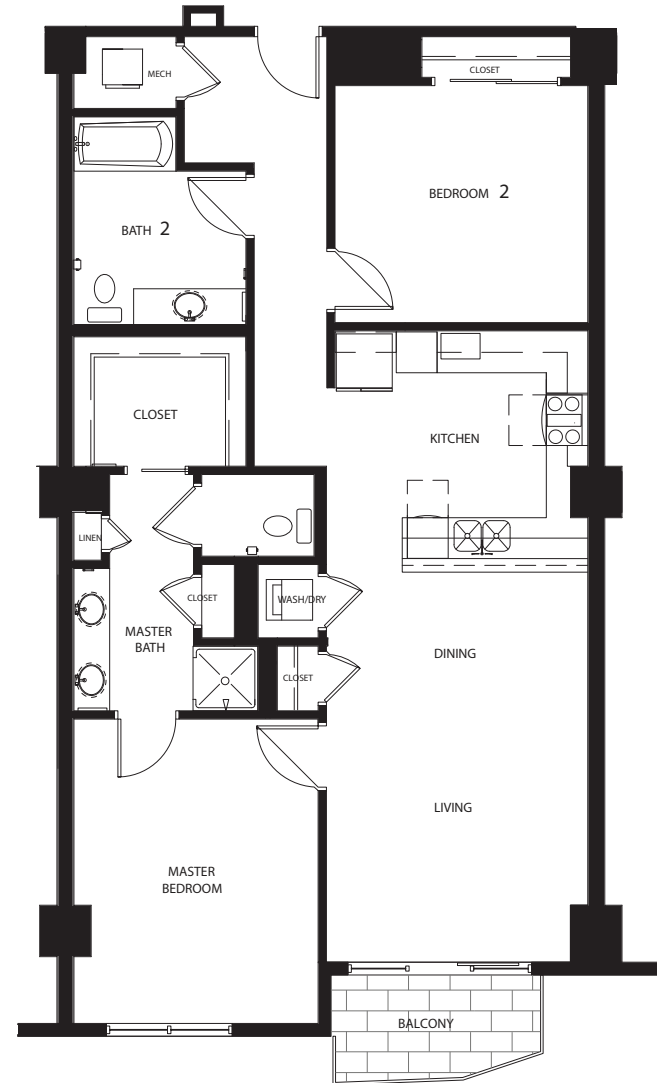 MECH
CLOSET
BEDROOM 2
BATH 2
CLOSET
KITCHEN
LINEN
CLOSET
WASH/DRY
MASTER
BATH
DINING
CLOSET
LIVING
MASTER
BEDROOM
BALCONY